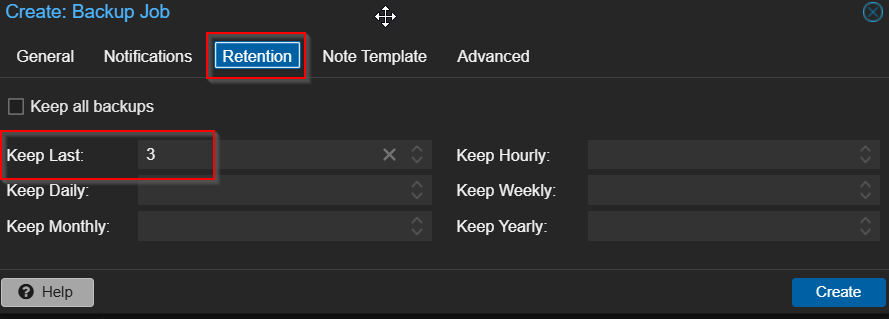 Create: Backup Job
General Notifications Retention Note Template Advanced
Keep all backups
Keep Last: 3 Keep Hourly:
Keep Daily: Keep Weekly:
Keep Monthly: Keep Yearly:
Help Create